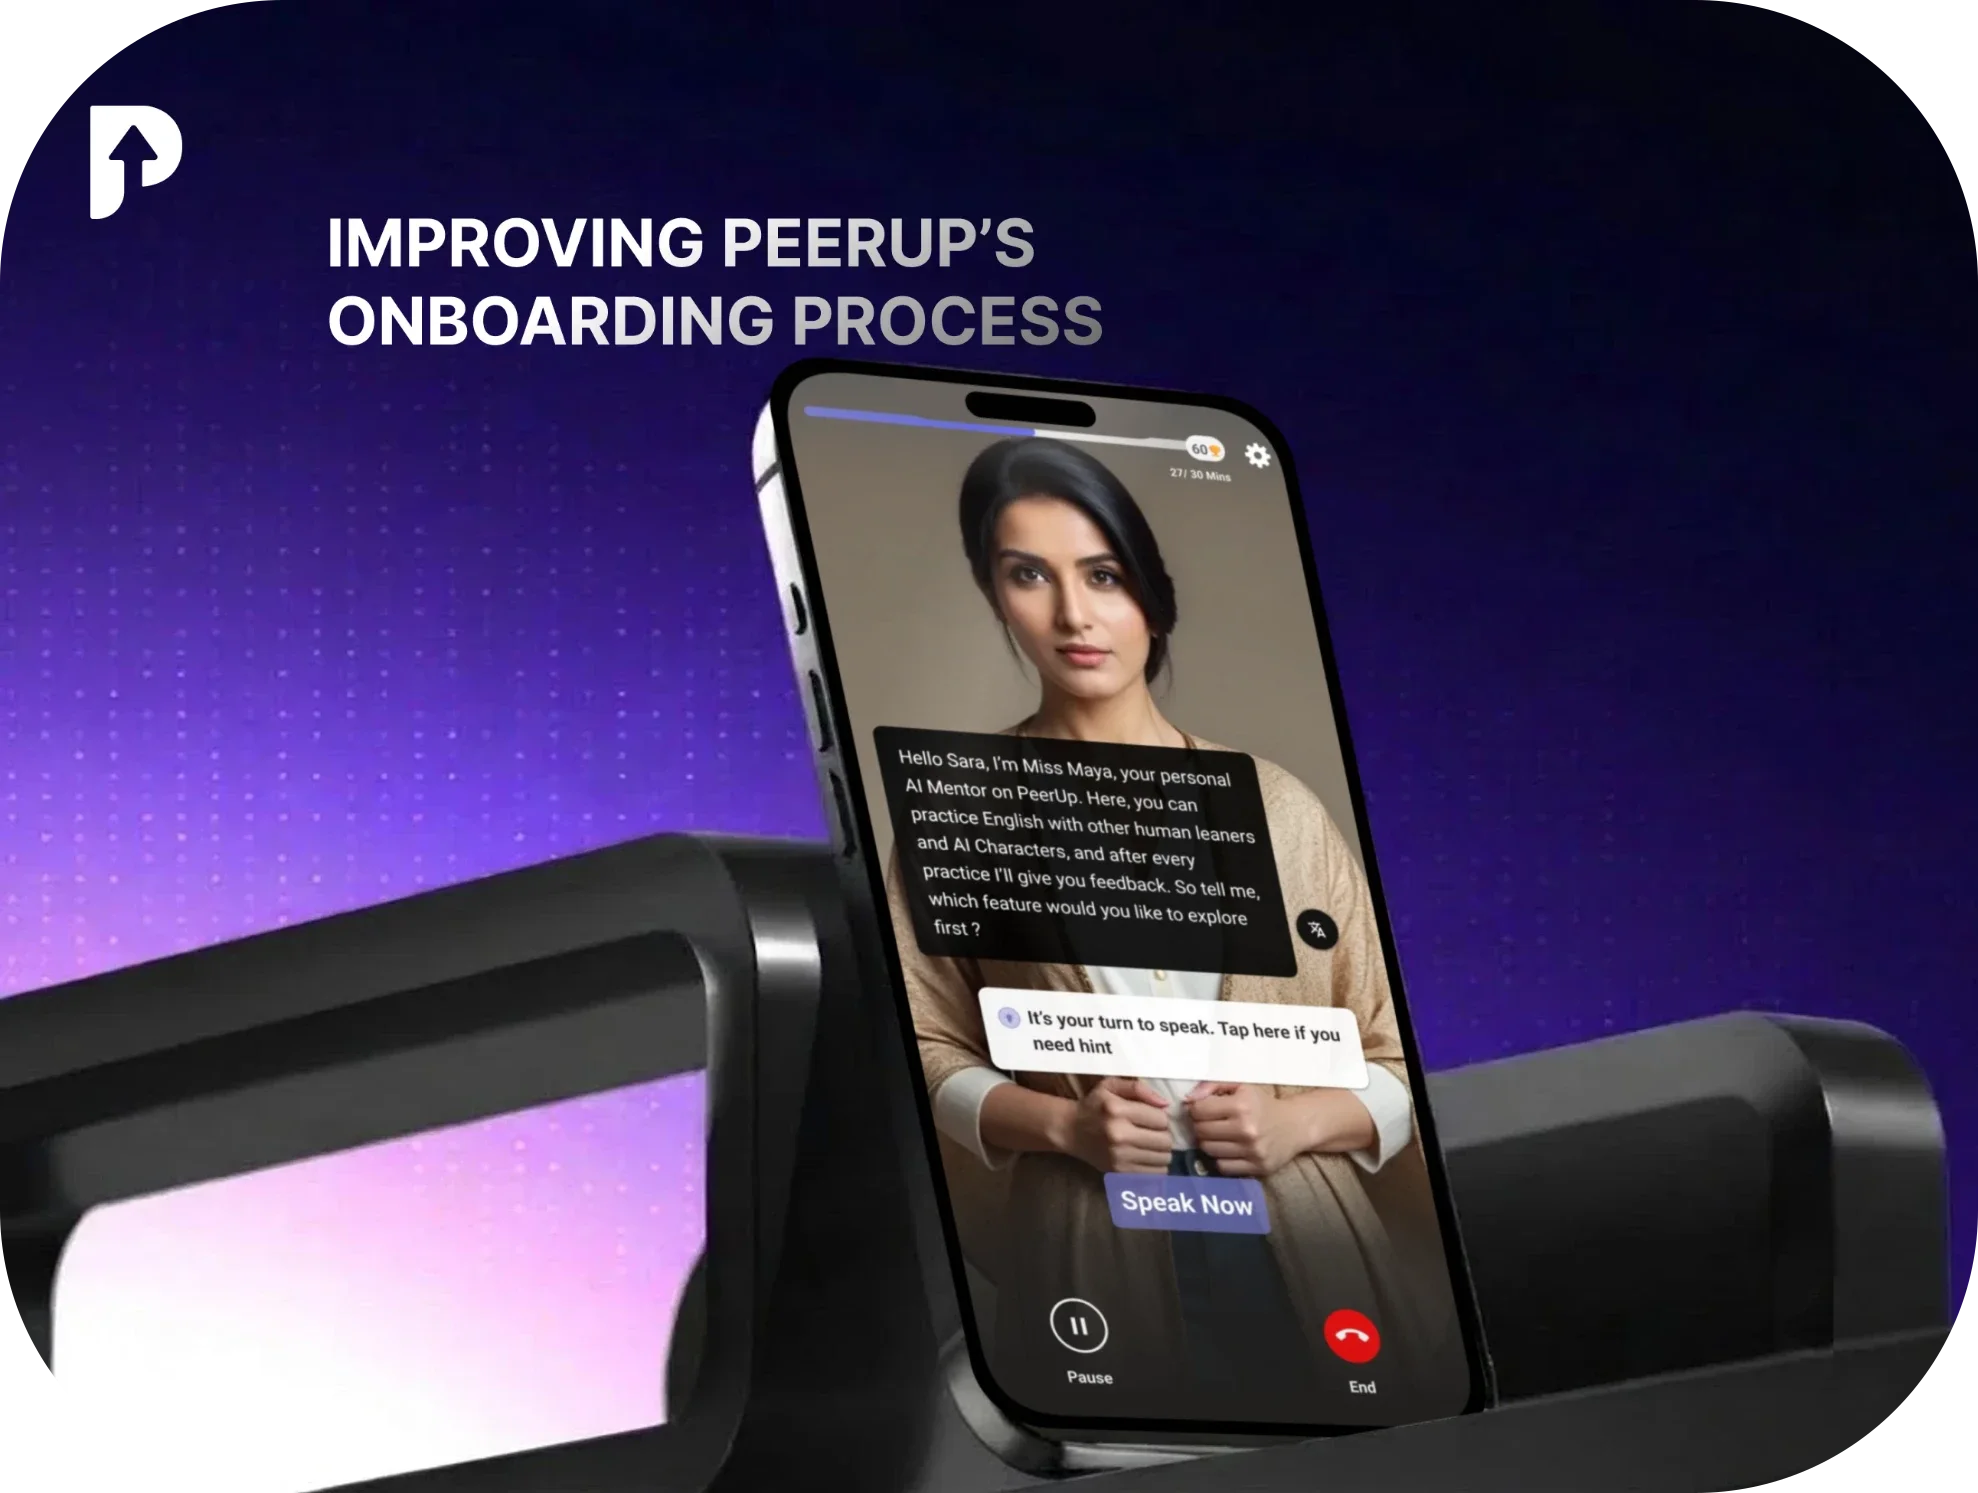 IMPROVING PEERUP’S
ONBOARDING PROCESS
60
27/ 30 Mins
Hello Sara, I'm Miss Maya, your personal
AI Mentor on PeerUp. Here, you can
practice English with other human leaners
and AI Characters, and after every
practice I'll give you feedback. So tell me,
which feature would you like to explore
first ?
It's your turn to speak. Tap here if you
need hint
Speak Now
Pause
End